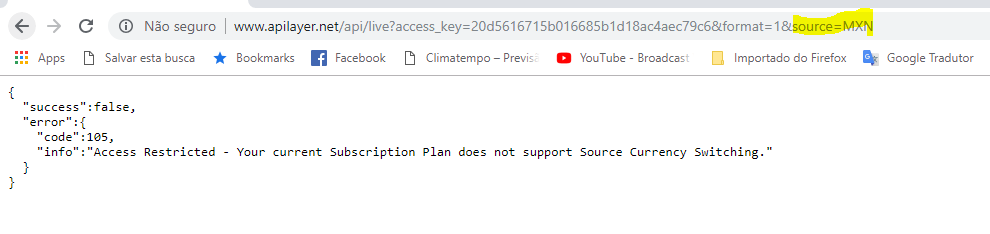 Não seguro | www.apilayer.net/api/live?access_key=20d5616715b016685b1d18ac4aec79c6&format=1&source=MXN
Apps Salvar esta busca Bookmarks Facebook Climatempo – Previsã YouTube - Broadcast Importado do Firefox Google Tradutor
{
"success":false,
"error":{
"code":105,
"info":"Access Restricted - Your current Subscription Plan does not support Source Currency Switching."
}
}